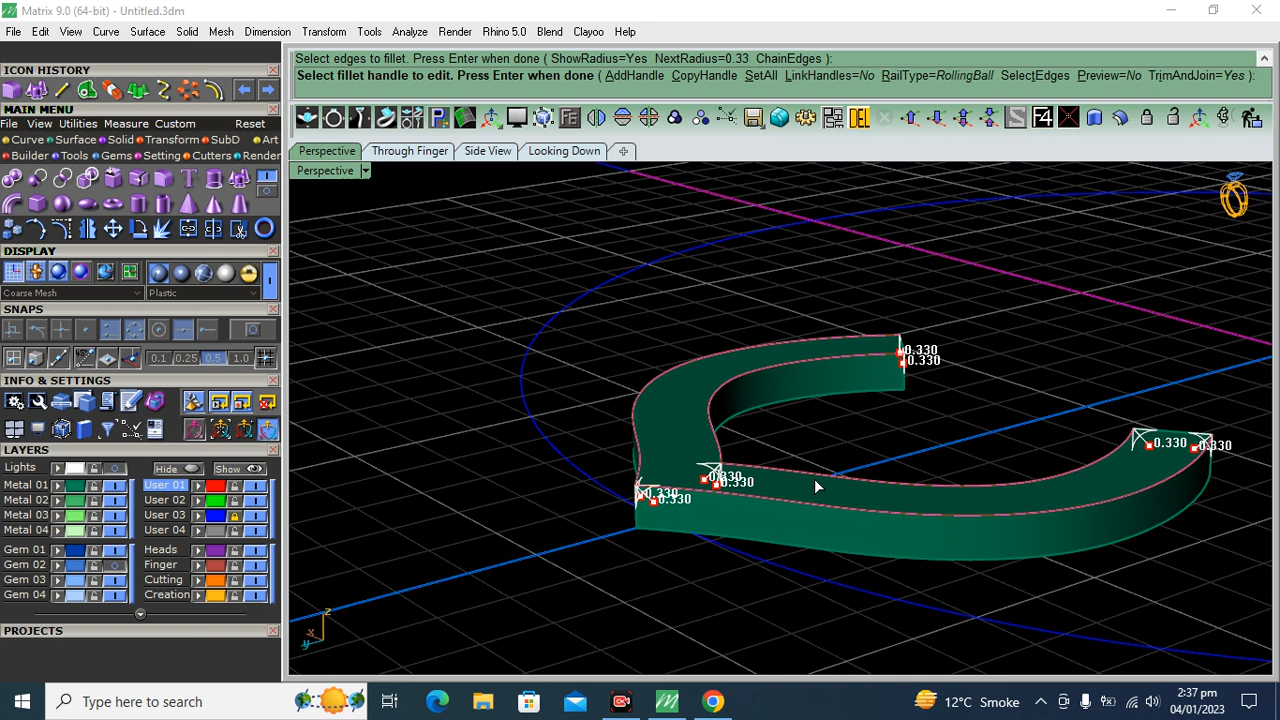 Matrix 9.0 (64-bit) - Untitled.3dm
File Edit View Curve Surface Solid Mesh Dimension Transform Tools Analyze Render Rhino 5.0 Blend Clayoo Help
ICON HISTORY
MAIN MENU
File View Utilities Measure Custom Reset
Curve Surface Solid Transform SubD Art
Builder Tools Gems Setting Cutters Render
DISPLAY
Coarse Mesh Plastic
SNAPS
0.1 0.25 0.5 1.0
INFO & SETTINGS
LAYERS
Lights Hide Show
Metal 01 User 01
Metal 02 User 02
Metal 03 User 03
Metal 04 User 04
Gem 01 Heads
Gem 02 Finger
Gem 03 Cutting
Gem 04 Creation
PROJECTS
Select edges to fillet. Press Enter when done ( ShowRadius=Yes NextRadius=0.33 ChainEdges ):
Select fillet handle to edit. Press Enter when done ( AddHandle CopyHandle SetAll LinkHandles=No RailType=RollingBall SelectEdges Preview=No TrimAndJoin=Yes ):
F4
DEL
Perspective Through Finger Side View Looking Down
Perspective
0.330
0.330
0.330
0.330
0.330
0.330
0.330
0.330
z
x
y
Type here to search
12°C Smoke
2:37 pm
04/01/2023